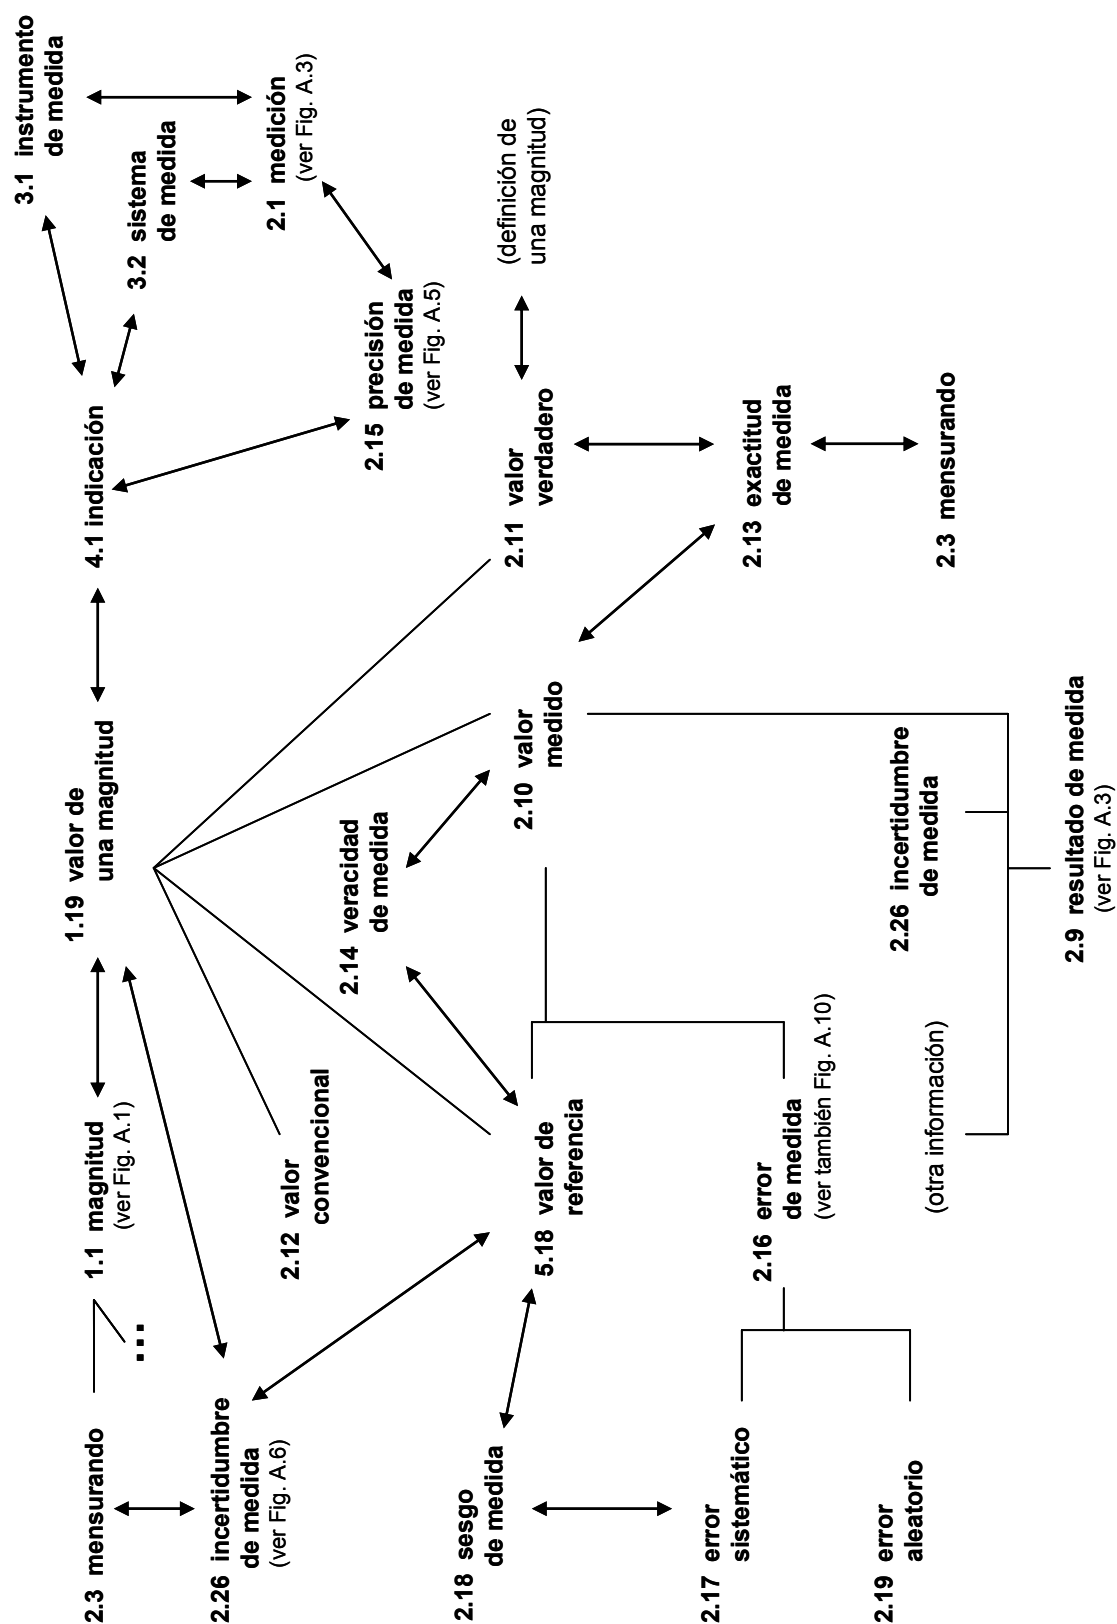 2.3 mensurando
1.1 magnitud
(ver Fig. A.1)
1.19 valor de
una magnitud
4.1 indicación
3.1 instrumento
de medida
...
3.2 sistema
de medida
2.26 incertidumbre
de medida
(ver Fig. A.6)
2.12 valor
convencional
2.14 veracidad
de medida
2.15 precisión
de medida
(ver Fig. A.5)
2.1 medición
(ver Fig. A.3)
2.18 sesgo
de medida
5.18 valor de
referencia
2.10 valor
medido
2.11 valor
verdadero
(definición de
una magnitud)
2.17 error
sistemático
2.16 error
de medida
(ver también Fig. A.10)
2.13 exactitud
de medida
2.19 error
aleatorio
(otra información)
2.26 incertidumbre
de medida
2.3 mensurando
2.9 resultado de medida
(ver Fig. A.3)